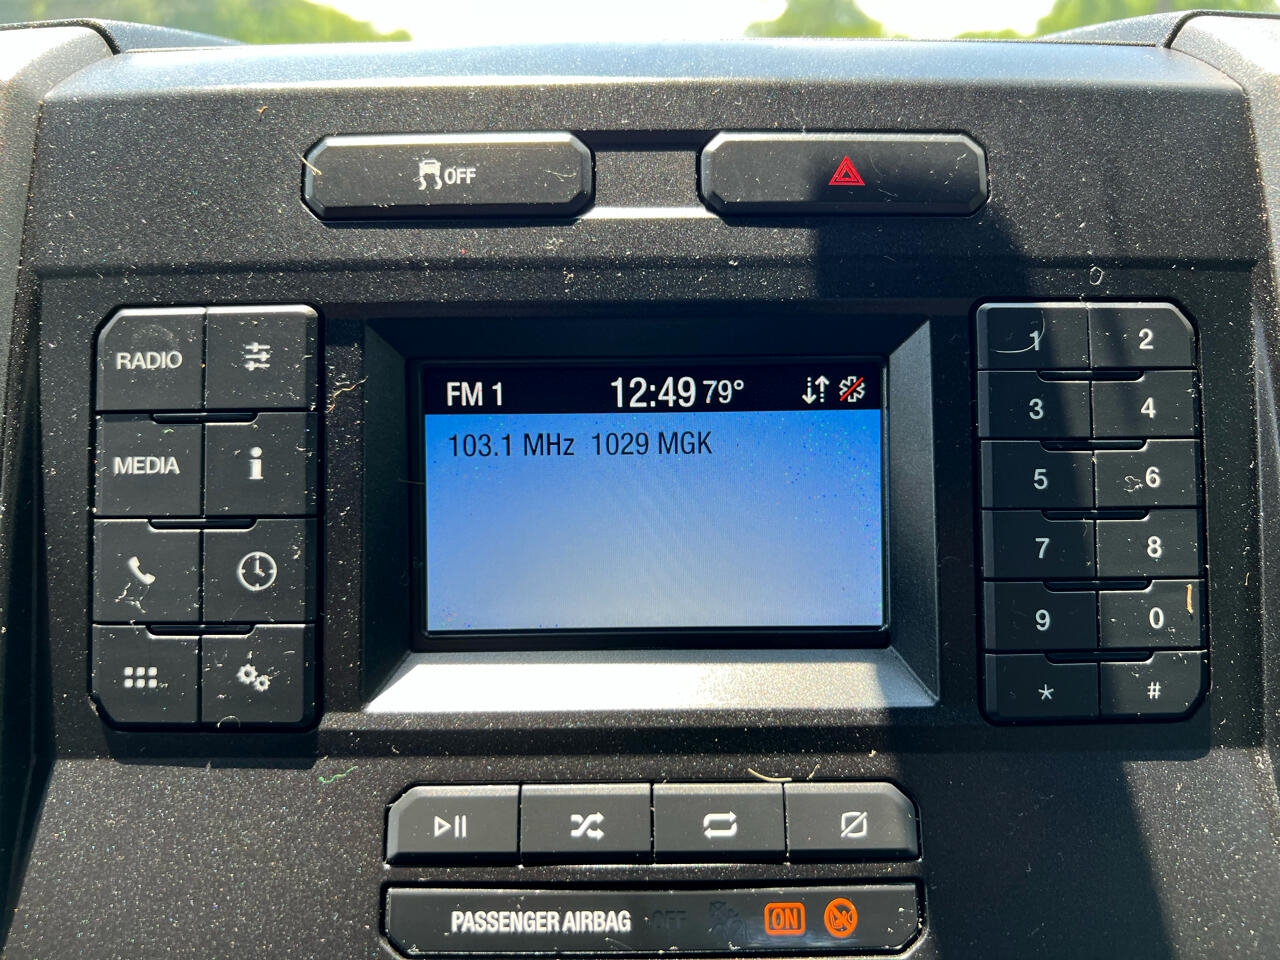 OFF
RADIO
MEDIA
FM 1 12:49 79°
103.1 MHz 1029 MGK
1 2
3 4
5 6
7 8
9 0
* #
PASSENGER AIRBAG OFF ON